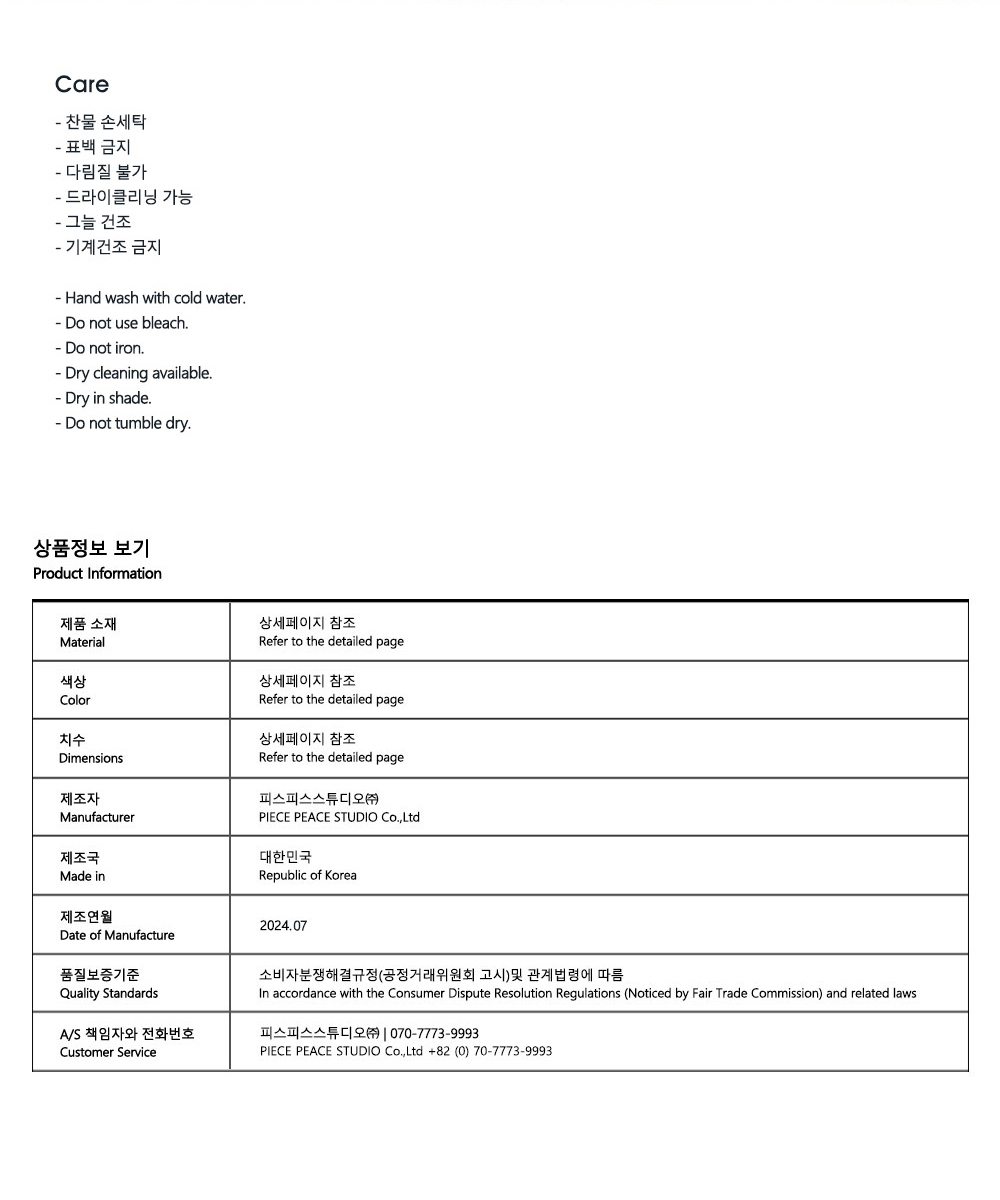 Care
- 찬물 손세탁
- 표백 금지
- 다림질 불가
- 드라이클리닝 가능
- 그늘 건조
- 기계건조 금지
- Hand wash with cold water.
- Do not use bleach.
- Do not iron.
- Dry cleaning available.
- Dry in shade.
- Do not tumble dry.
상품정보 보기
Product Information
제품 소재
Material
상세페이지 참조
Refer to the detailed page
색상
Color
상세페이지 참조
Refer to the detailed page
치수
Dimensions
상세페이지 참조
Refer to the detailed page
제조자
Manufacturer
피스피스스튜디오㈜
PIECE PEACE STUDIO Co.,Ltd
제조국
Made in
대한민국
Republic of Korea
제조연월
Date of Manufacture
2024.07
품질보증기준
Quality Standards
소비자분쟁해결규정(공정거래위원회 고시)및 관계법령에 따름
In accordance with the Consumer Dispute Resolution Regulations (Noticed by Fair Trade Commission) and related laws
A/S 책임자와 전화번호
Customer Service
피스피스스튜디오㈜ | 070-7773-9993
PIECE PEACE STUDIO Co.,Ltd +82 (0) 70-7773-9993